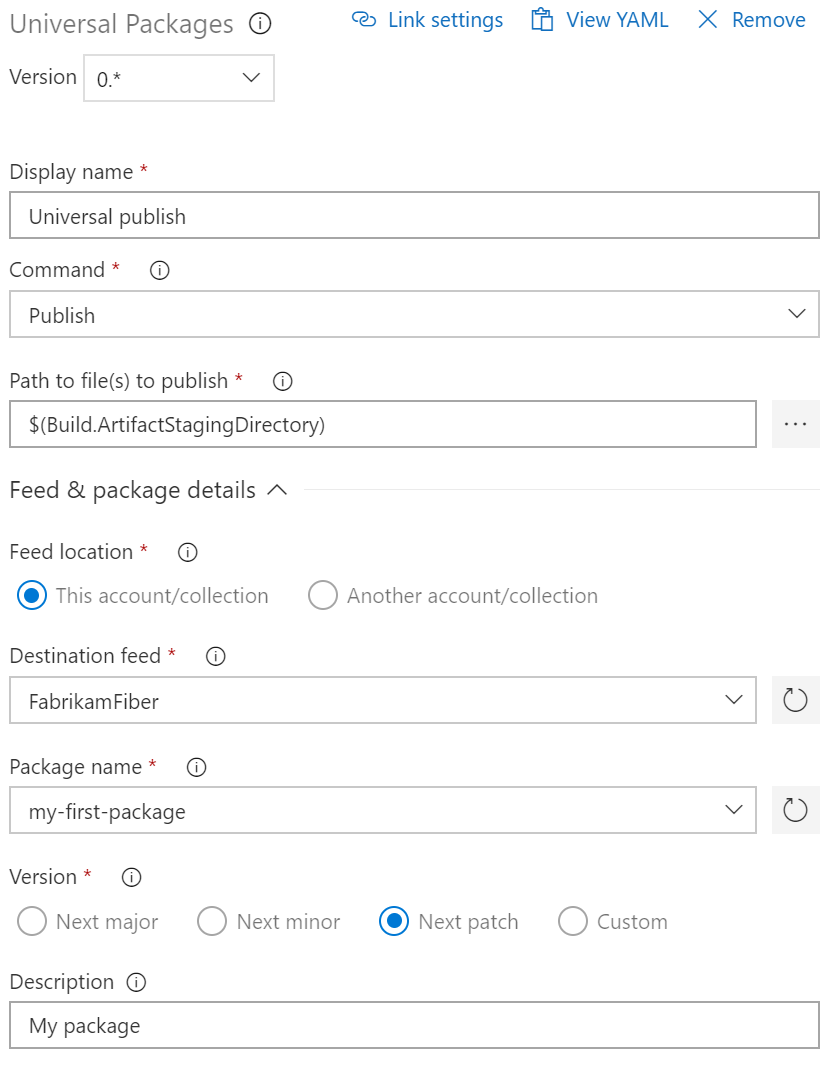 Universal Packages Link settings View YAML Remove
Version 0.*
Display name *
Universal publish
Command *
Publish
Path to file(s) to publish *
$(Build.ArtifactStagingDirectory) ...
Feed & package details
Feed location *
This account/collection Another account/collection
Destination feed *
FabrikamFiber
Package name *
my-first-package
Version *
Next major Next minor Next patch Custom
Description
My package